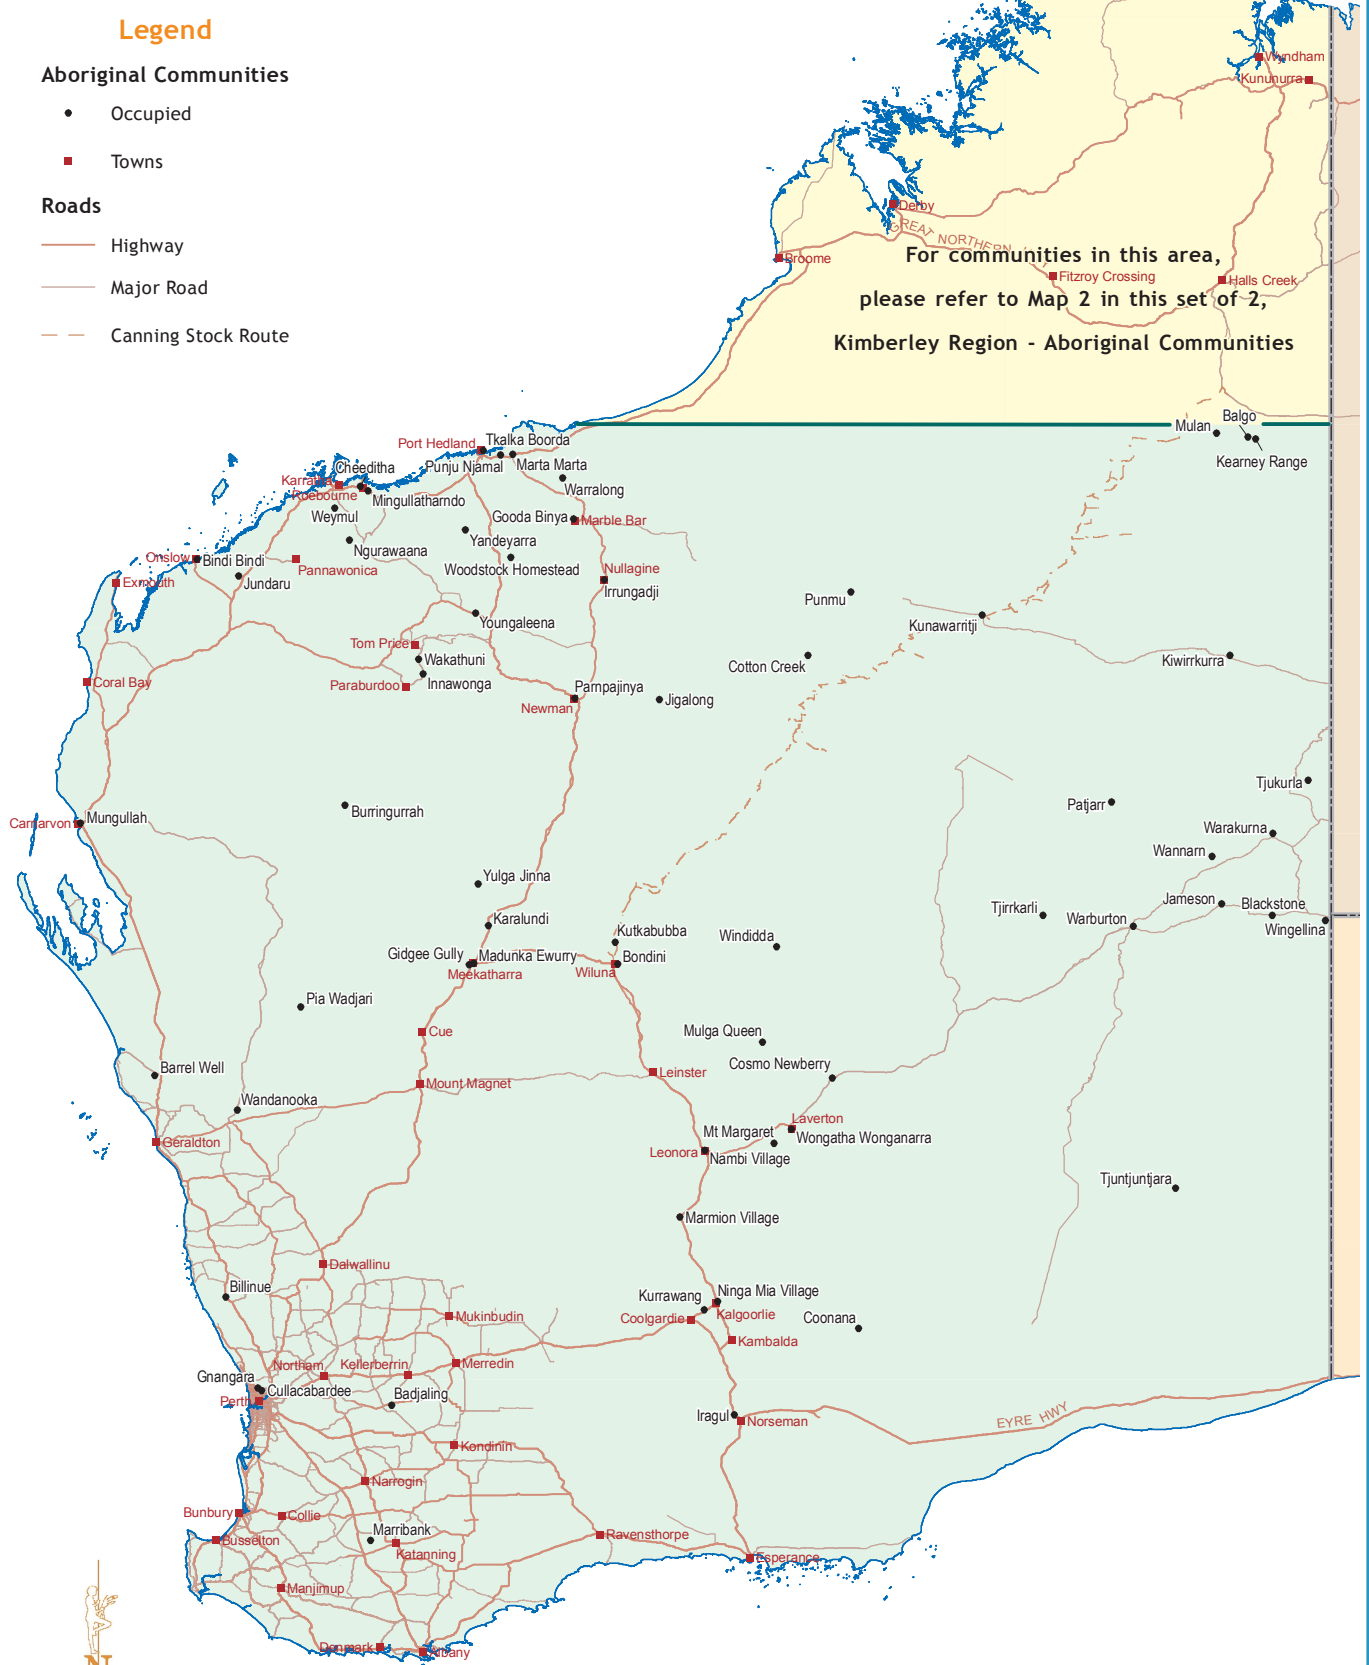 Legend
Aboriginal Communities
Occupied
Towns
Roads
Highway
Major Road
Canning Stock Route
Wyndham
Kununurra
Derby
GREAT NORTHERN
Broome
For communities in this area,
Fitzroy Crossing
Halls Creek
please refer to Map 2 in this set of 2,
Kimberley Region - Aboriginal Communities
Balgo
Mulan
Kearney Range
Port Hedland
Tkalka Boorda
Punju Njamal
Marta Marta
Cheeditha
Karratha
Roebourne
Mingullatharndo
Warralong
Weymul
Gooda Binya
Marble Bar
Yandeyarra
Ngurawaana
Onslow
Bindi Bindi
Pannawonica
Woodstock Homestead
Nullagine
Exmouth
Jundaru
Irrungadji
Punmu
Youngaleena
Kunawarritji
Tom Price
Wakathuni
Cotton Creek
Kiwirrkurra
Coral Bay
Paraburdoo
Innawonga
Parnpajinya
Newman
Jigalong
Tjukurla
Patjarr
Burringurrah
Carnarvon
Mungullah
Warakurna
Wannarn
Yulga Jinna
Jameson
Blackstone
Tjirrkarli
Warburton
Wingellina
Karalundi
Kutkabubba
Windidda
Gidgee Gully
Madunka Ewurry
Bondini
Meekatharra
Wiluna
Pia Wadjari
Cue
Mulga Queen
Barrel Well
Cosmo Newberry
Leinster
Mount Magnet
Wandanooka
Laverton
Mt Margaret
Wongatha Wonganarra
Geraldton
Leonora
Nambi Village
Tjuntjuntjara
Marmion Village
Dalwallinu
Billinue
Ninga Mia Village
Kurrawang
Kalgoorlie
Coonana
Mukinbudin
Coolgardie
Kambalda
Northam
Kellerberrin
Merredin
Gnangara
Cullacabardee
Badjaling
Perth
Iragul
Norseman
EYRE HWY
Kondinin
Narrogin
Bunbury
Collie
Marribank
Busselton
Katanning
Ravensthorpe
Esperance
Manjimup
Denmark
Albany
N